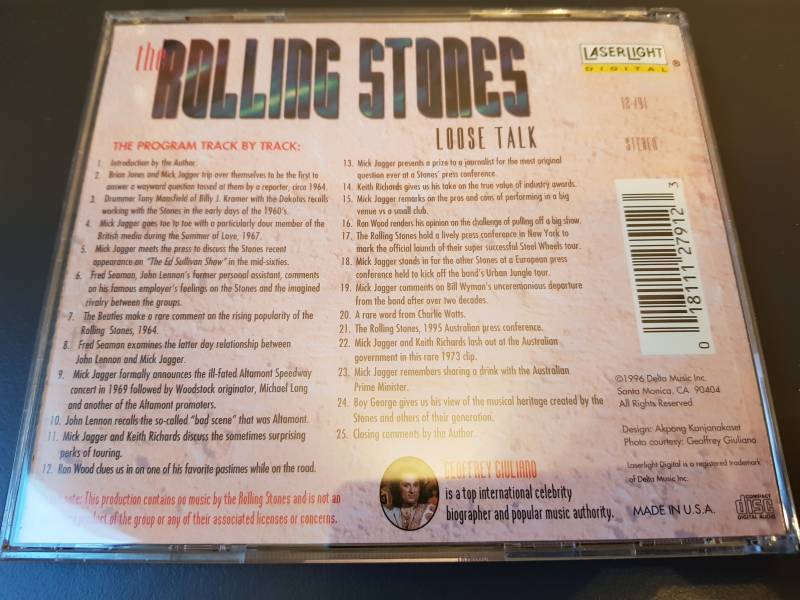 the ROLLING STONES
LOOSE TALK
LASERLIGHT
DIGITAL ®
12 791
STEREO
THE PROGRAM TRACK BY TRACK:
1. Introduction by the Author.
2. Brian Jones and Mick Jagger trip over themselves to be the first to
answer a wayward question tossed at them by a reporter, circa 1964.
3. Drummer Tony Mansfield of Billy J. Kramer with the Dakotas recalls
working with the Stones in the early days of the 1960's.
4. Mick Jagger goes toe to toe with a particularly dour member of the
British media during the Summer of Love, 1967.
5. Mick Jagger meets the press to discuss the Stones recent
appearance on "The Ed Sullivan Show" in the mid-sixties.
6. Fred Seaman, John Lennon's former personal assistant, comments
on his famous employer's feelings on the Stones and the imagined
rivalry between the groups.
7. The Beatles make a rare comment on the rising popularity of the
Rolling Stones, 1964.
8. Fred Seaman examines the latter day relationship between
John Lennon and Mick Jagger.
9. Mick Jagger formally announces the ill-fated Altamont Speedway
concert in 1969 followed by Woodstock originator, Michael Lang
and another of the Altamont promoters.
10. John Lennon recalls the so-called "bad scene" that was Altamont.
11. Mick Jagger and Keith Richards discuss the sometimes surprising
perks of touring.
12. Ron Wood clues us in one of his favorite pastimes while on the road.
13. Mick Jagger presents a prize to a journalist for the most original
question ever at a Stones' press conference.
14. Keith Richards gives us his take on the true value of industry awards.
15. Mick Jagger remarks on the pros and cons of performing in a big
venue vs a small club.
16. Ron Wood renders his opinion on the challenge of pulling off a big show.
17. The Rolling Stones hold a lively press conference in New York to
mark the official launch of their super successful Steel Wheels tour.
18. Mick Jagger stands in for the other Stones at a European press
conference held to kick off the band's Urban Jungle tour.
19. Mick Jagger comments on Bill Wyman's unceremonious departure
from the band after over two decades.
20. A rare word from Charlie Watts.
21. The Rolling Stones, 1995 Australian press conference.
22. Mick Jagger and Keith Richards lash out at the Australian
government in this rare 1973 clip.
23. Mick Jagger remembers sharing a drink with the Australian
Prime Minister.
24. Boy George gives us his view of the musical heritage created by the
Stones and others of their generation.
25. Closing comments by the Author.
note: This production contains no music by the Rolling Stones and is not an
product of the group or any of their associated licenses or concerns.
GEOFFREY GIULIANO
is a top international celebrity
biographer and popular music authority.
0 18111 27912 3
©1996 Delta Music Inc.
Santa Monica, CA. 90404
All Rights Reserved.
Design: Akpong Kanjanakaset
Photo courtesy: Geoffrey Giuliano
Laserlight Digital is a registered trademark
of Delta Music Inc.
MADE IN U.S.A.
COMPACT
disc
DIGITAL AUDIO